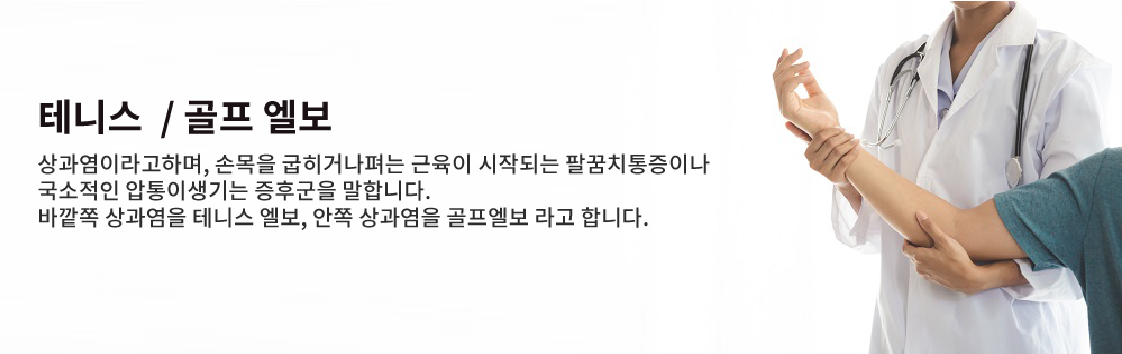 테니스 / 골프 엘보
상과염이라고하며, 손목을 굽히거나펴는 근육이 시작되는 팔꿈치통증이나
국소적인 압통이생기는 증후군을 말합니다.
바깥쪽 상과염을 테니스 엘보, 안쪽 상과염을 골프엘보 라고 합니다.